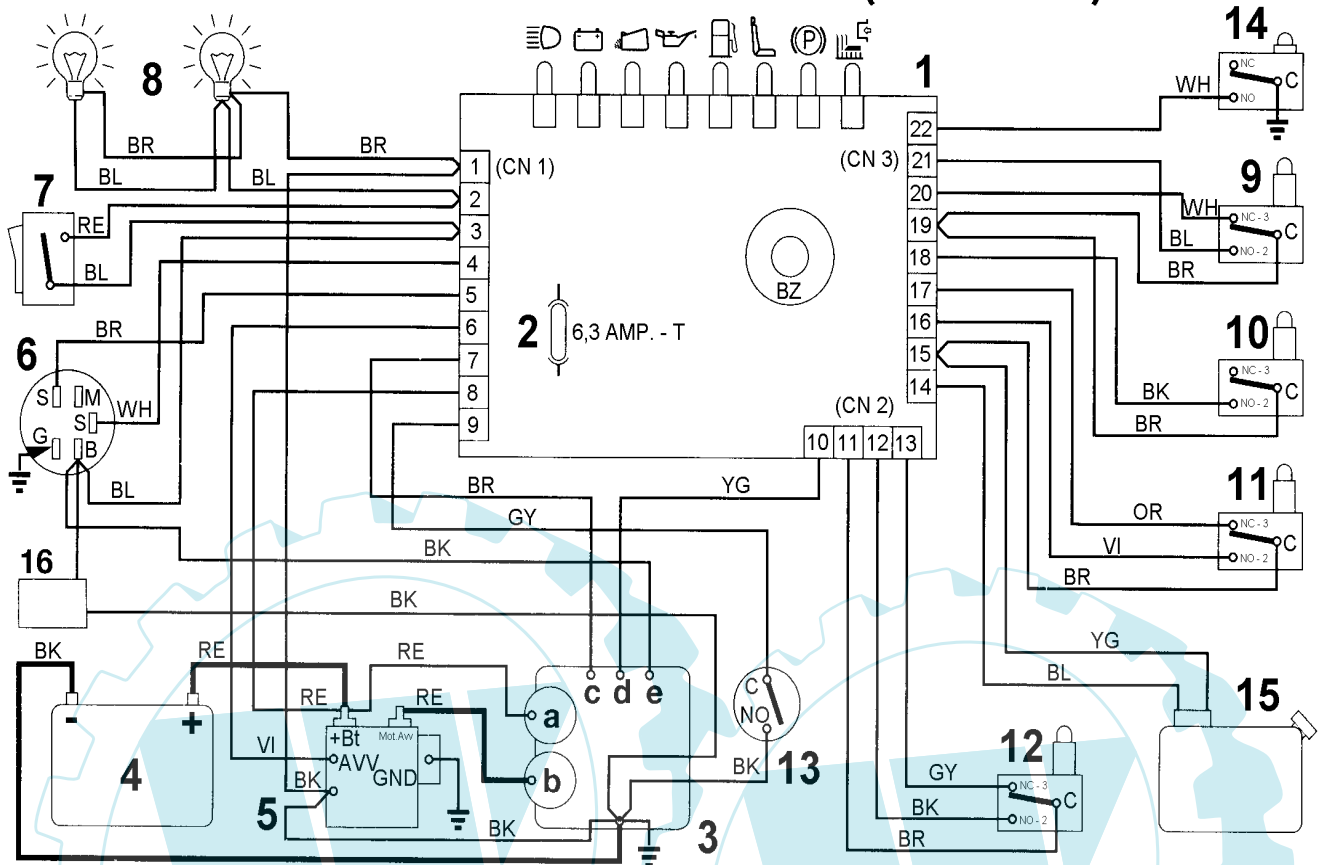 14
8
1
NC
C
NO
WH
22
(CN 3)
21
20
19
18
17
16
15
14
BR
BL
BR
BL
1
(CN 1)
2
3
4
5
6
7
8
9
7
RE
BL
9
WH
NC - 3
C
BL
NO - 2
BR
BZ
2
6,3 AMP. - T
BR
6
S
M
S
WH
G
B
BL
10
NC - 3
C
BK
NO - 2
BR
(CN 2)
10
11
12
13
BR
YG
GY
11
OR
NC - 3
C
VI
NO - 2
BR
16
BK
BK
BK
RE
RE
YG
BL
15
-
+
4
RE
RE
+Bt
Mot.Avv
VI
AVV
GND
BK
5
BK
c
d
e
a
b
3
C
NO
BK
13
12
GY
NC - 3
C
BK
NO - 2
BR
P